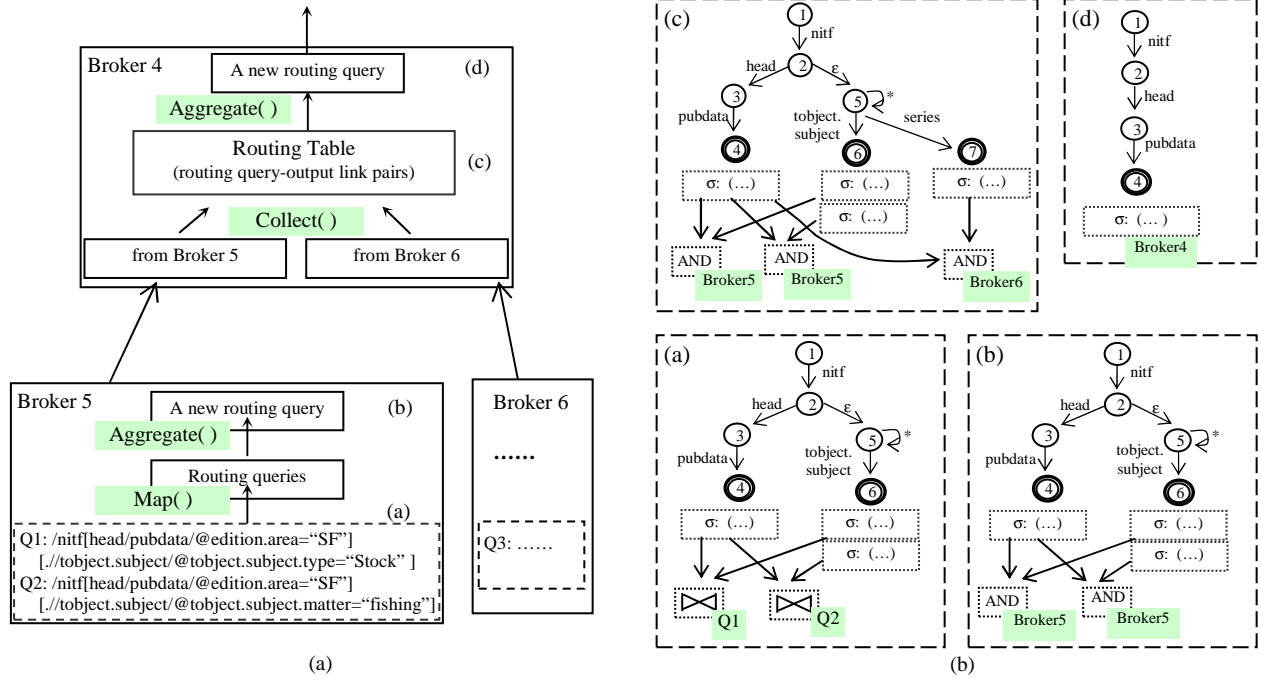 Broker 4
A new routing query
(d)
Aggregate( )
Routing Table
(routing query-output link pairs)
(c)
Collect( )
from Broker 5
from Broker 6
Broker 5
A new routing query
(b)
Aggregate( )
Routing queries
Map( )
(a)
Q1: /nitf[head/pubdata/@edition.area=“SF”]
[.//tobject.subject/@tobject.subject.type=“Stock” ]
Q2: /nitf[head/pubdata/@edition.area=“SF”]
[.//tobject.subject/@tobject.subject.matter=“fishing”]
Broker 6
......
Q3: ……
(a)
(c)
1
nitf
2
head
ε
3
5
*
pubdata
tobject.
subject
series
4
6
7
σ: (…)
σ: (…)
σ: (…)
σ: (…)
AND
Broker5
AND
Broker5
AND
Broker6
(d)
1
nitf
2
head
3
pubdata
4
σ: (… )
Broker4
(a)
1
nitf
2
head
ε
3
5
*
pubdata
tobject.
subject
4
6
σ: (…)
σ: (…)
σ: (…)
Q1
Q2
(b)
1
nitf
2
head
ε
3
5
*
pubdata
tobject.
subject
4
6
σ: (…)
σ: (…)
σ: (…)
AND
Broker5
AND
Broker5
(b)